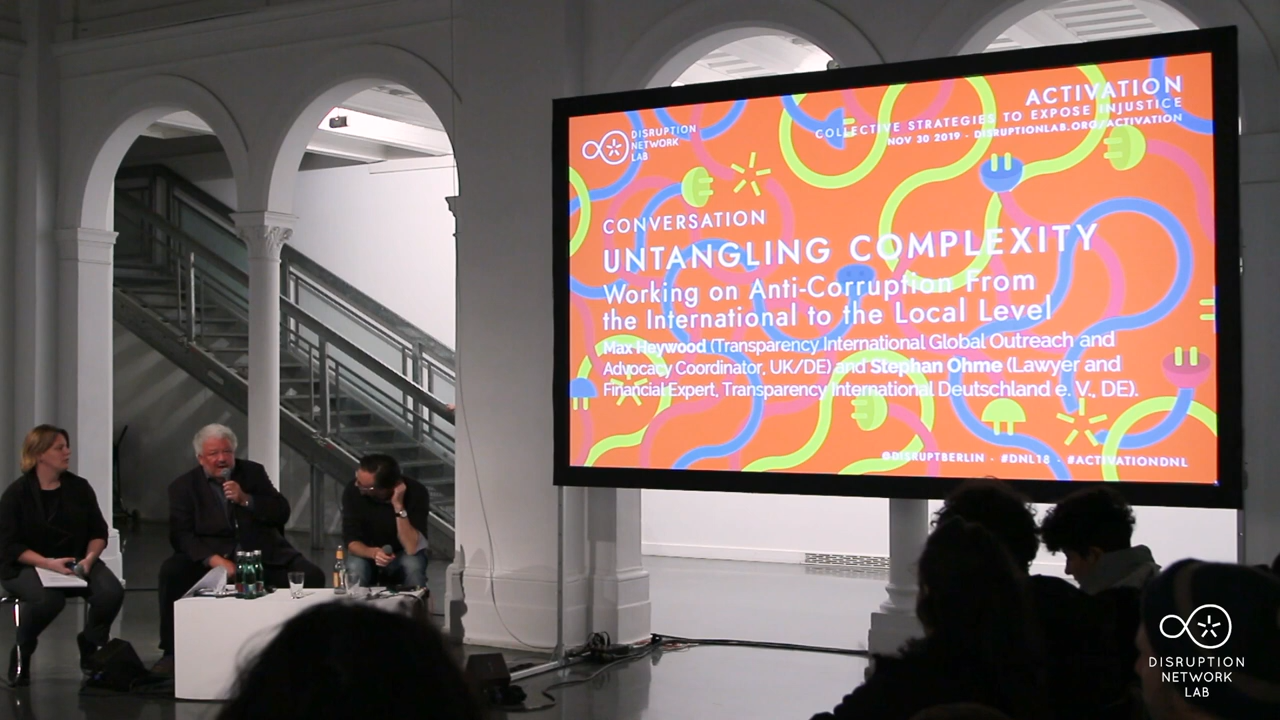 DISRUPTION
NETWORK
LAB
ACTIVATION
COLLECTIVE STRATEGIES TO EXPOSE INJUSTICE
NOV 30 2019 - DISRUPTIONLAB.ORG/ACTIVATION
CONVERSATION
UNTANGLING COMPLEXITY
Working on Anti-Corruption From
the International to the Local Level
Max Heywood (Transparency International Global Outreach and
Advocacy Coordinator, UK/DE) and Stephan Ohme (Lawyer and
Financial Expert, Transparency International Deutschland e. V., DE).
@DISRUPTBERLIN - #DNL18 - #ACTIVATIONDNL
DISRUPTION
NETWORK
LAB